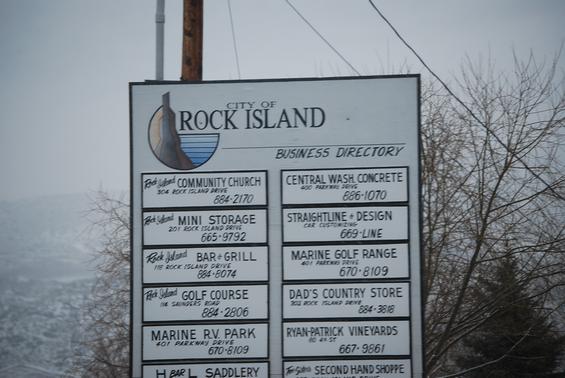 CITY OF
ROCK ISLAND
BUSINESS DIRECTORY
Rock Island COMMUNITY CHURCH
304 ROCK ISLAND DRIVE
884-2170
Rock Island MINI STORAGE
201 ROCK ISLAND DRIVE
665-9792
Rock Island BAR & GRILL
115 ROCK ISLAND DRIVE
884-8074
Rock Island GOLF COURSE
314 SAUNDERS ROAD
884-2806
MARINE R.V. PARK
401 PARKWAY DRIVE
670-8109
H BAR L SADDLERY
CENTRAL WASH. CONCRETE
400 PARKWAY DRIVE
886-1070
STRAIGHTLINE & DESIGN
CAR CUSTOMIZING
669-LINE
MARINE GOLF RANGE
401 PARKWAY DRIVE
670-8109
DAD'S COUNTRY STORE
302 ROCK ISLAND DRIVE
884-3818
RYAN-PATRICK VINEYARDS
667-9861
SECOND HAND SHOPPE